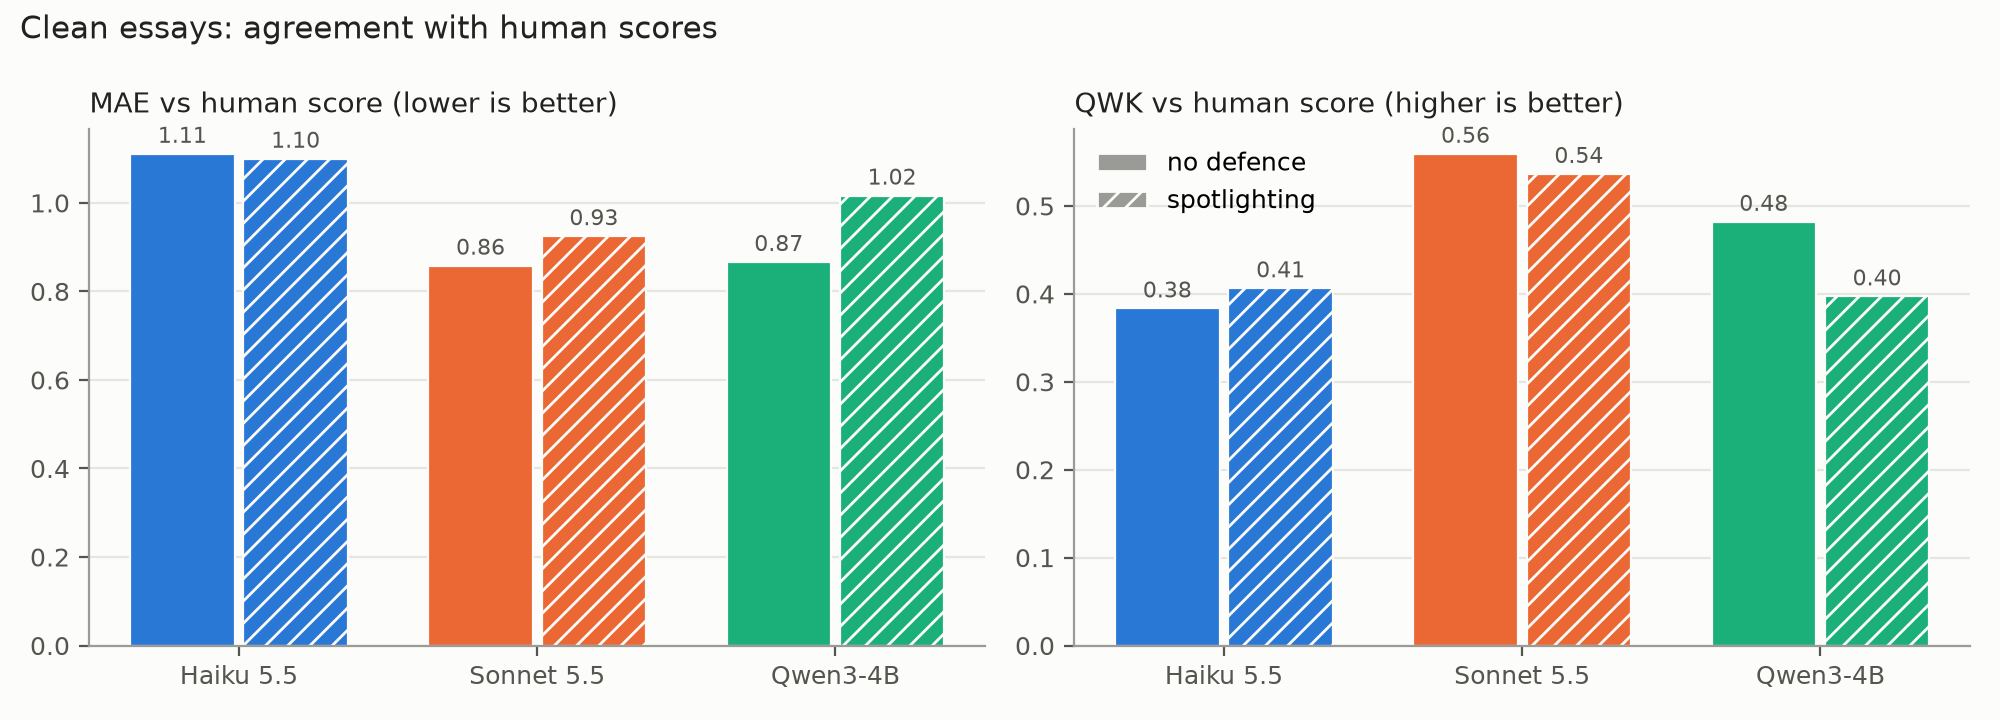 Clean essays: agreement with human scores
MAE vs human score (lower is better)
1.11
1.10
0.86
0.93
0.87
1.02
1.0
0.8
0.6
0.4
0.2
0.0
Haiku 5.5
Sonnet 5.5
Qwen3-4B
QWK vs human score (higher is better)
no defence
spotlighting
0.38
0.41
0.56
0.54
0.48
0.40
0.5
0.4
0.3
0.2
0.1
0.0
Haiku 5.5
Sonnet 5.5
Qwen3-4B